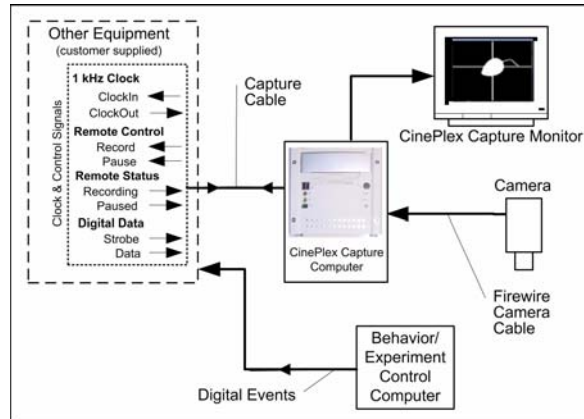 Other Equipment
(customer supplied)
Clock & Control Signals
1 kHz Clock
ClockIn
ClockOut
Remote Control
Record
Pause
Remote Status
Recording
Paused
Digital Data
Strobe
Data
Capture
Cable
CinePlex Capture
Computer
CinePlex Capture Monitor
Camera
Firewire
Camera
Cable
Behavior/
Experiment
Control
Computer
Digital Events